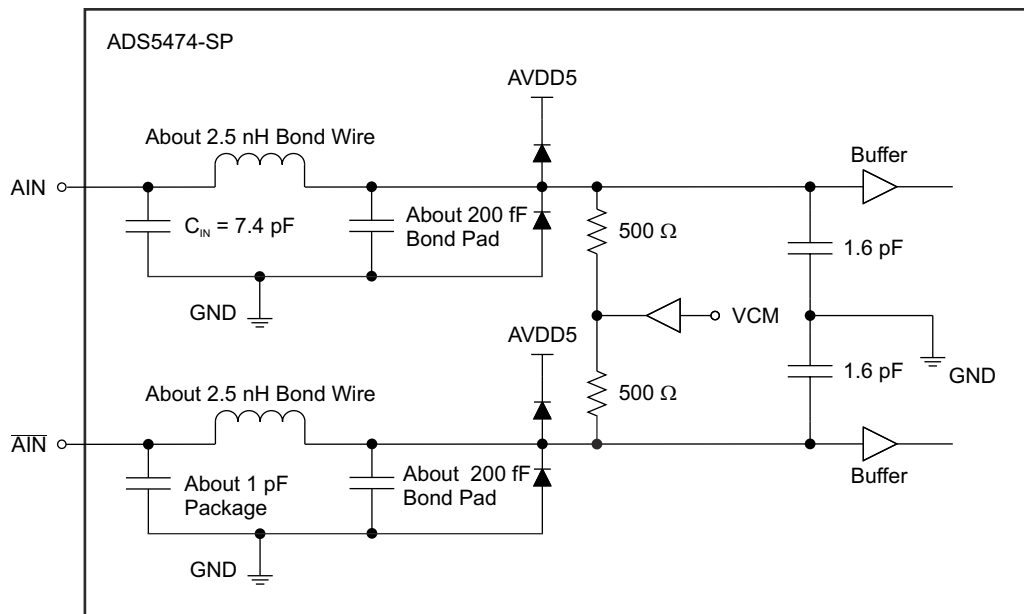 ADS5474-SP
AVDD5
About 2.5 nH Bond Wire
Buffer
AIN
C_IN = 7.4 pF
About 200 fF
Bond Pad
500 Ω
1.6 pF
GND
VCM
AVDD5
GND
About 2.5 nH Bond Wire
500 Ω
1.6 pF
A̅I̅N̅
About 1 pF
Package
About 200 fF
Bond Pad
Buffer
GND